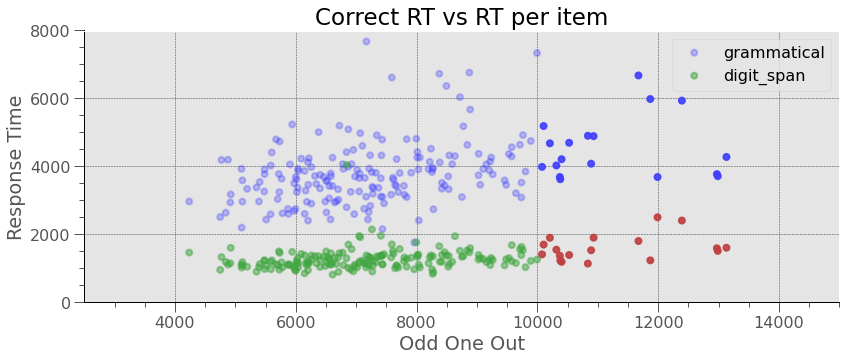 Correct RT vs RT per item
grammatical
digit_span
Response Time
8000
6000
4000
2000
0
4000 6000 8000 10000 12000 14000
Odd One Out